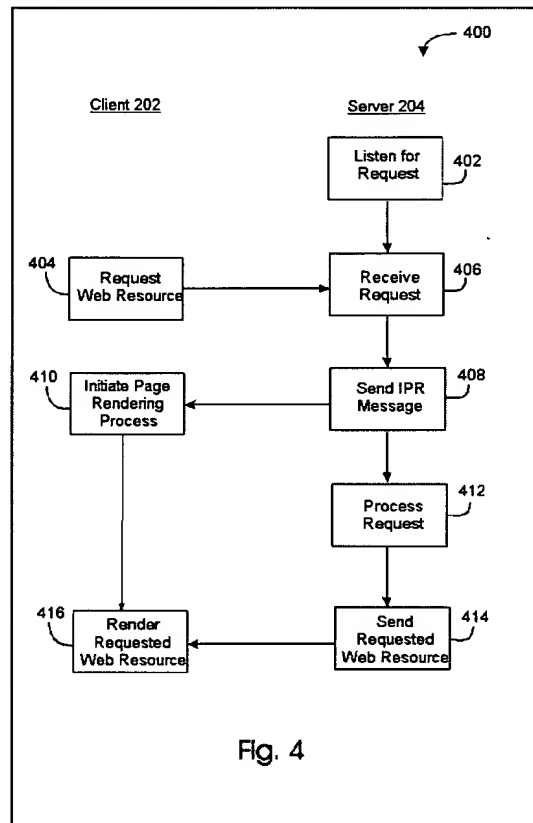 400
Client 202
Server 204
Listen for
Request
402
404
Request
Web Resource
Receive
Request
406
410
Initiate Page
Rendering
Process
Send IPR
Message
408
Process
Request
412
416
Render
Requested
Web Resource
Send
Requested
Web Resource
414
Fig. 4